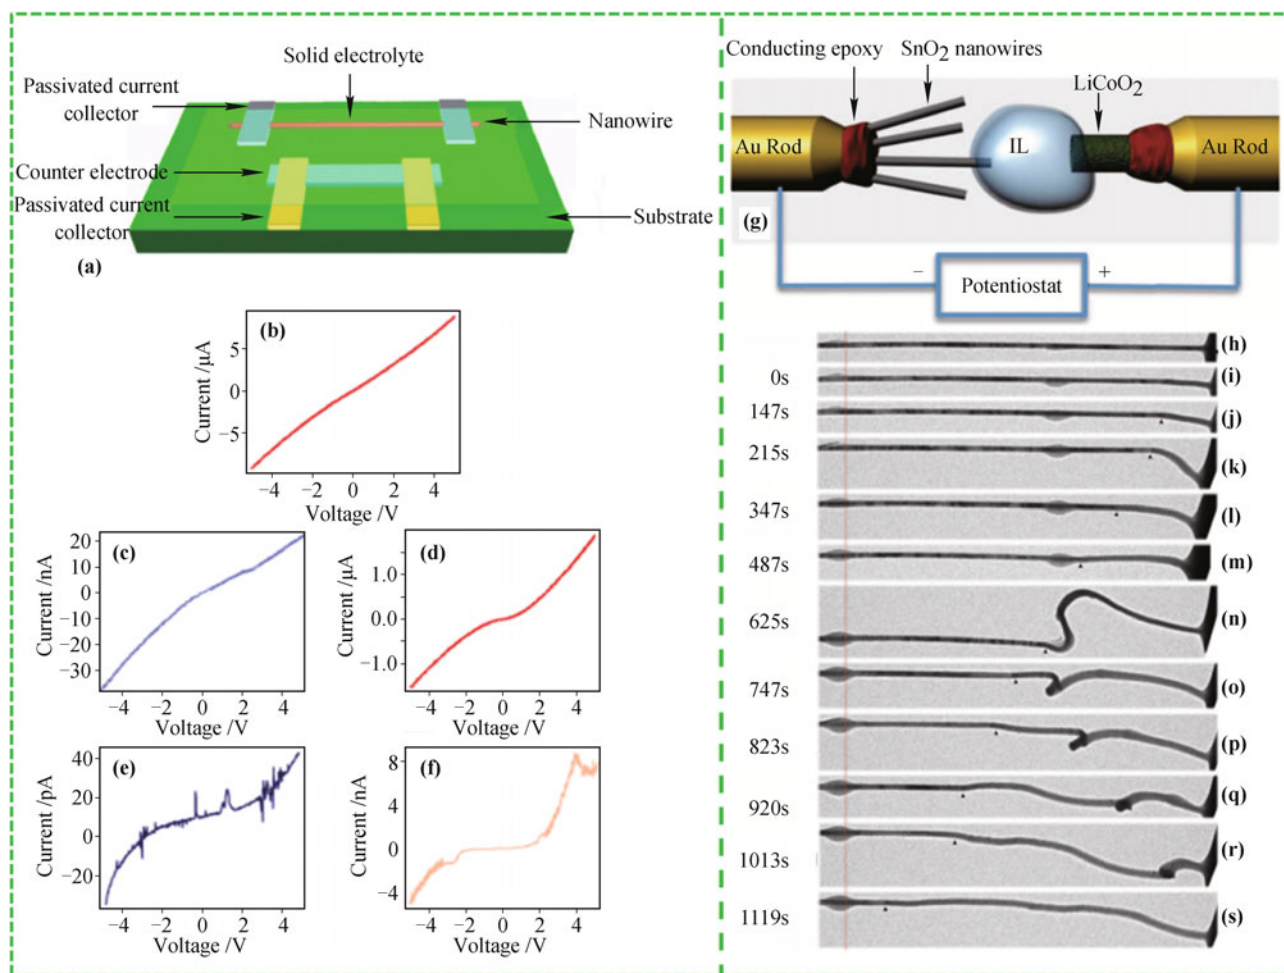 Solid electrolyte
Passivated current
collector
Nanowire
Counter electrode
Passivated current
collector
Substrate
(a)
(b)
Current /μA
5
0
−5
−4 −2 0 2 4
Voltage /V
(c)
Current /nA
20
10
0
−10
−20
−30
−4 −2 0 2 4
Voltage /V
(d)
Current /μA
1.0
0.0
−1.0
−4 −2 0 2 4
Voltage /V
(e)
Current /pA
40
20
0
−20
−4 −2 0 2 4
Voltage /V
(f)
Current /nA
8
4
0
−4
−4 −2 0 2 4
Voltage /V
Conducting epoxy
SnO₂ nanowires
LiCoO₂
Au Rod
IL
Au Rod
(g)
− +
Potentiostat
(h)
0s (i)
147s (j)
215s (k)
347s (l)
487s (m)
625s (n)
747s (o)
823s (p)
920s (q)
1013s (r)
1119s (s)